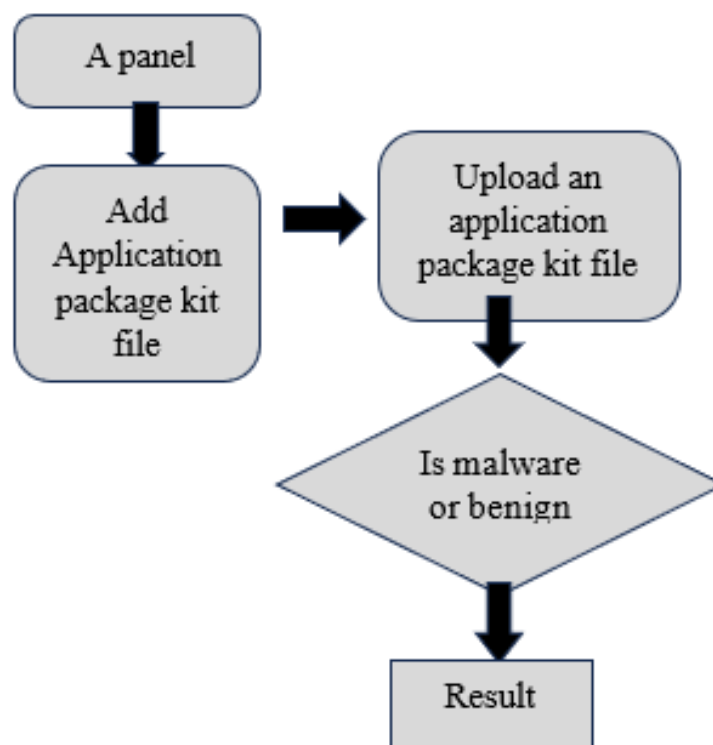 A panel
Add
Application
package kit
file
Upload an
application
package kit file
Is malware
or benign
Result